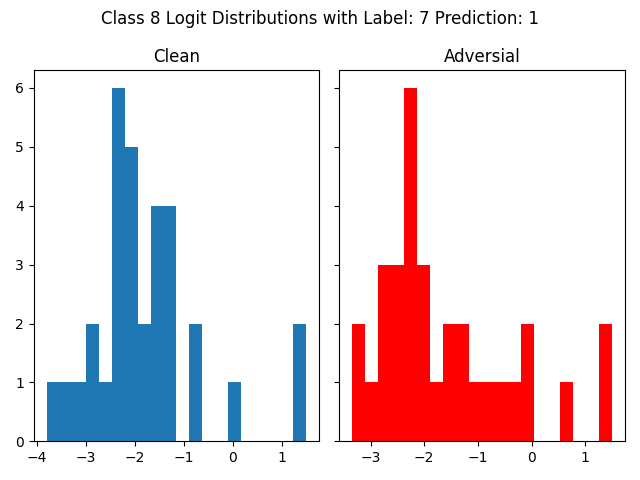 Class 8 Logit Distributions with Label: 7 Prediction: 1
Clean
Adversial
6
5
4
3
2
1
0
−4 −3 −2 −1 0 1
−3 −2 −1 0 1